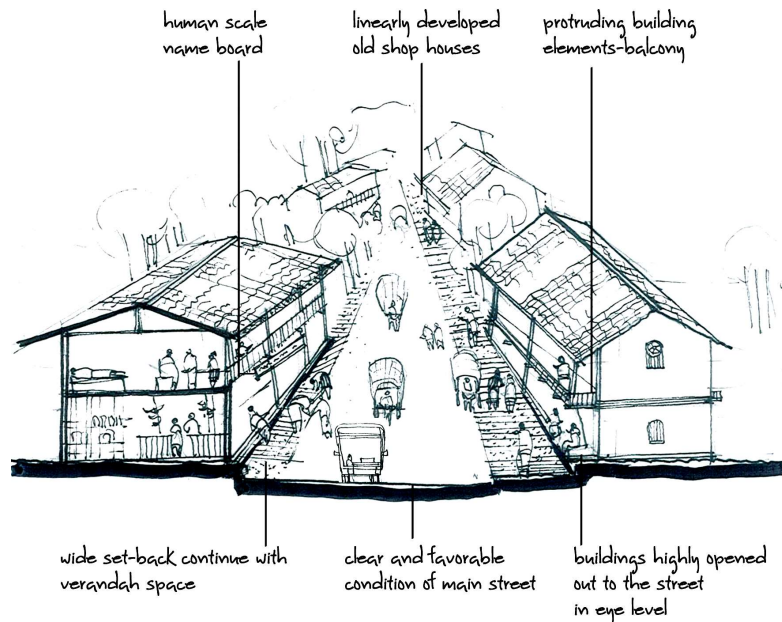 human scale
name board
linearly developed
old shop houses
protruding building
elements-balcony
wide set-back continue with
verandah space
clear and favorable
condition of main street
buildings highly opened
out to the street
in eye level